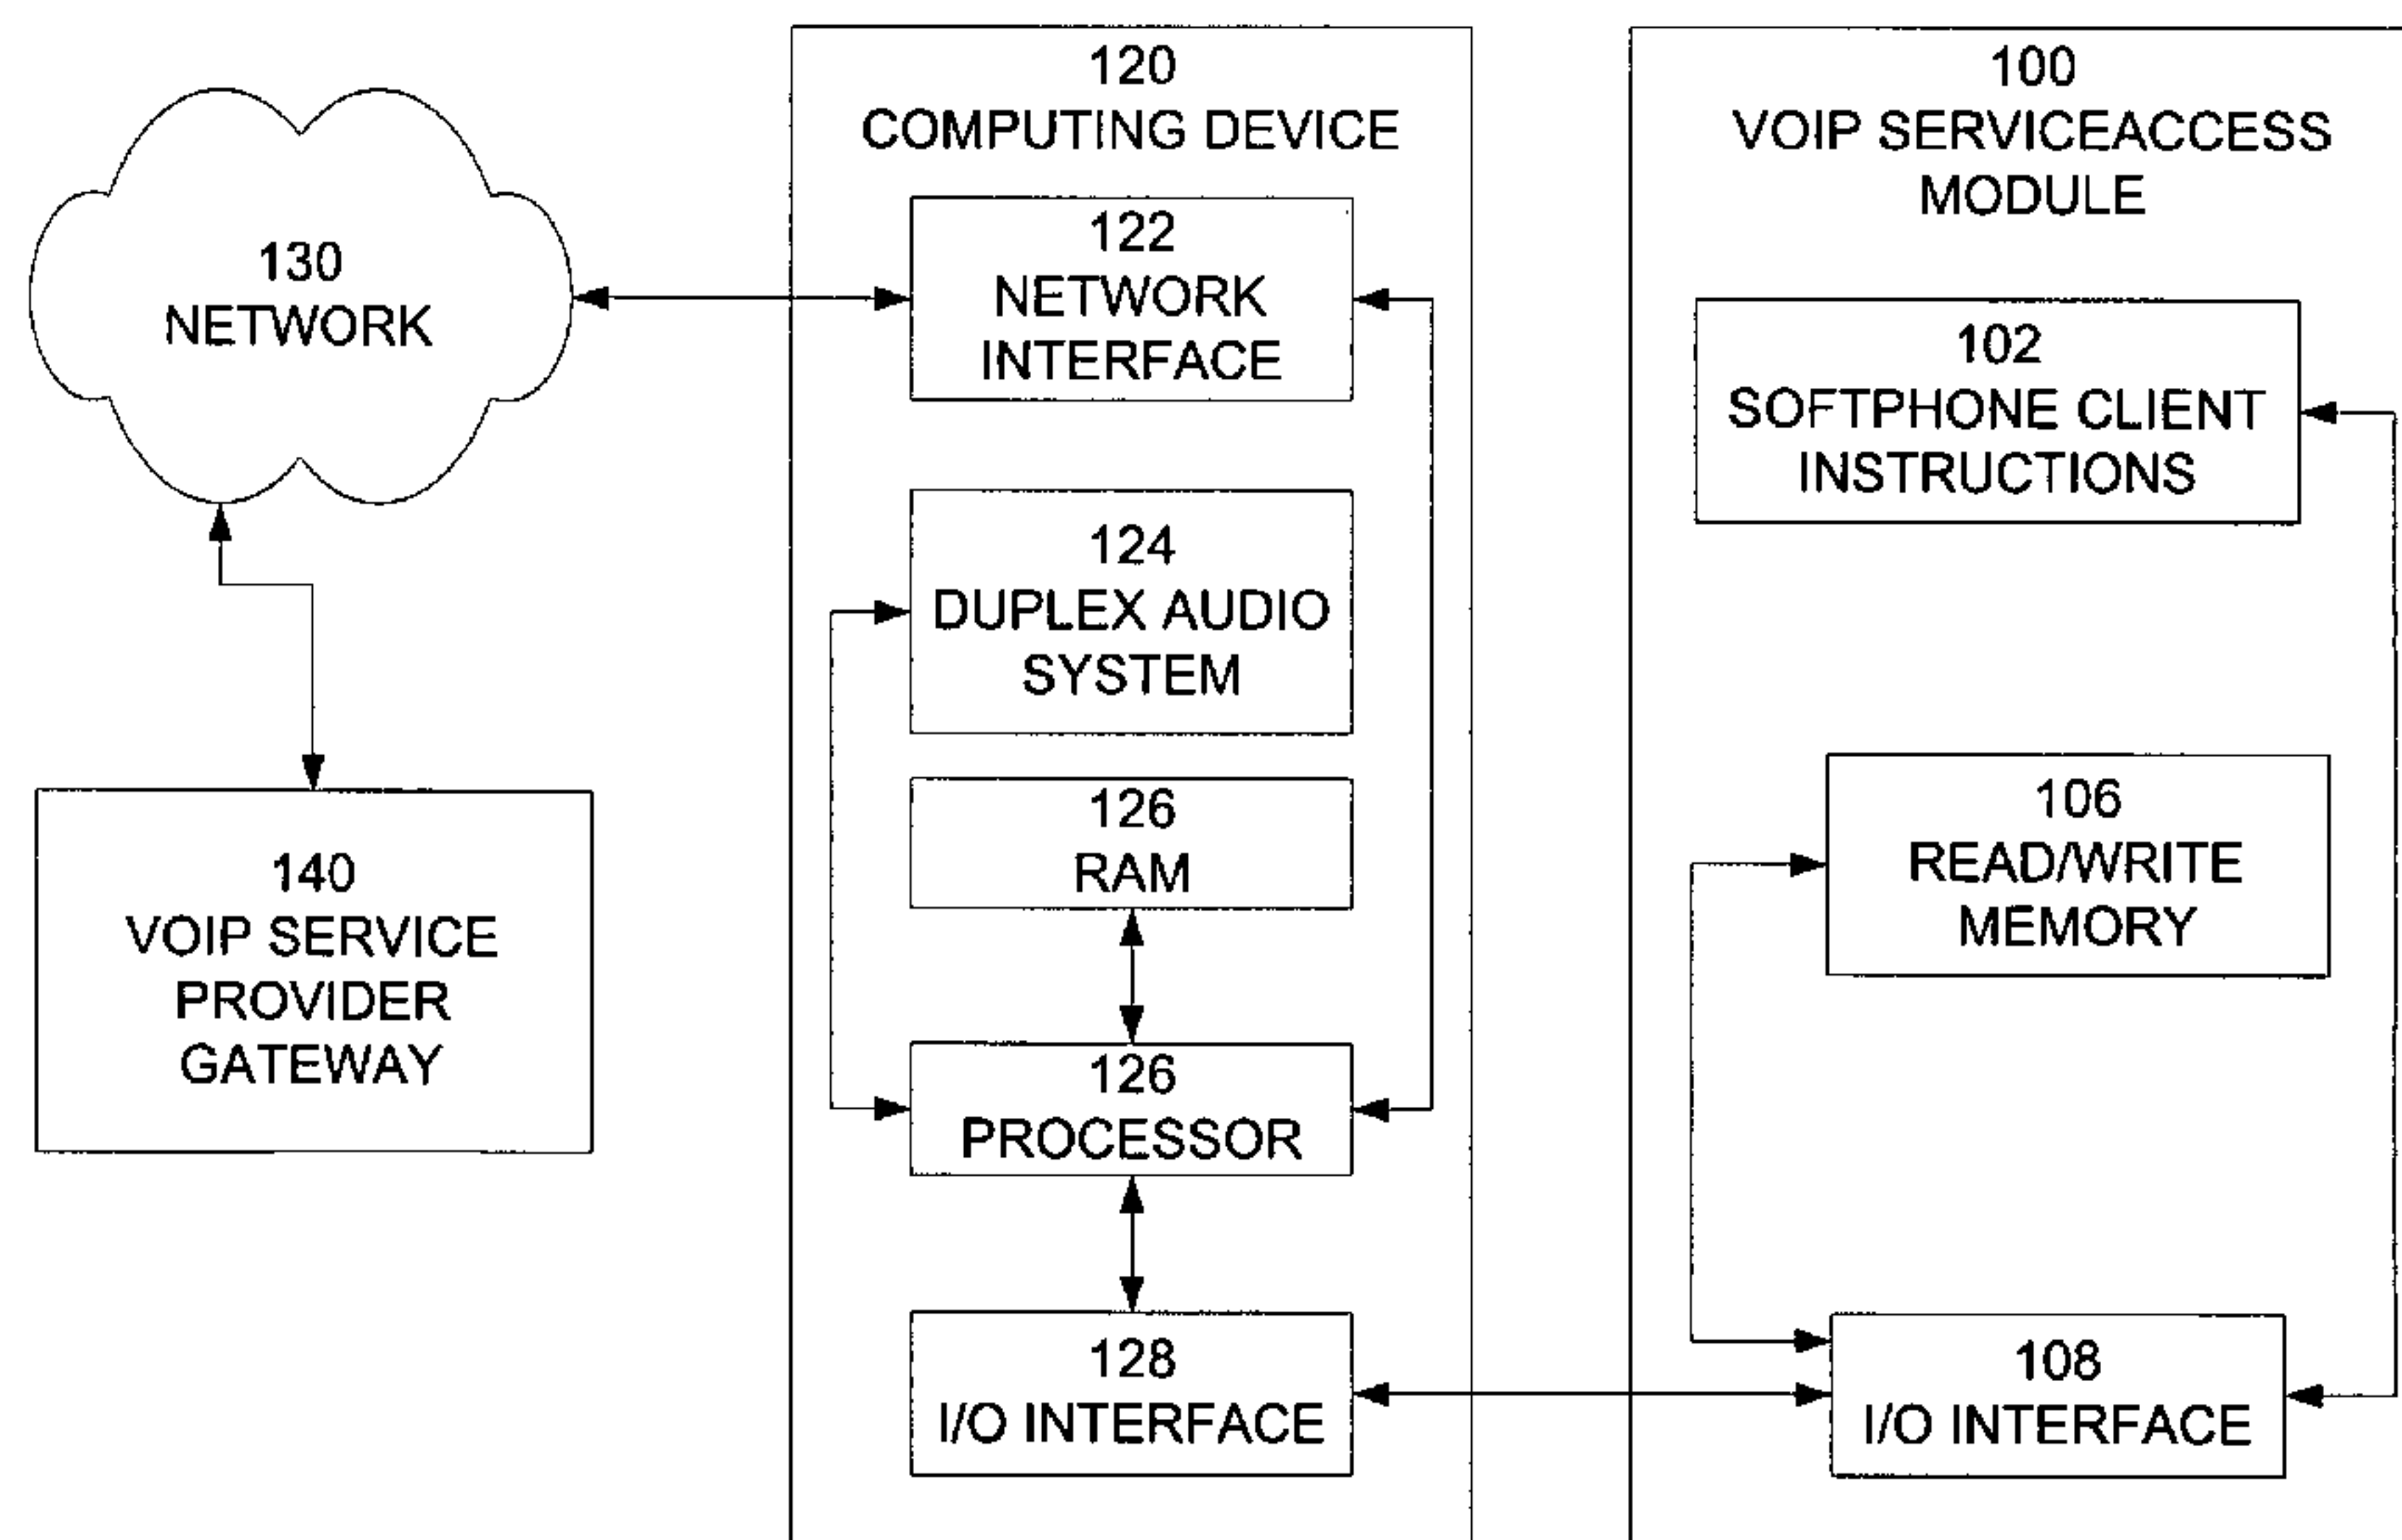 130
NETWORK
140
VOIP SERVICE
PROVIDER
GATEWAY
120
COMPUTING DEVICE
122
NETWORK
INTERFACE
124
DUPLEX AUDIO
SYSTEM
126
RAM
126
PROCESSOR
128
I/O INTERFACE
100
VOIP SERVICEACCESS
MODULE
102
SOFTPHONE CLIENT
INSTRUCTIONS
106
READ/WRITE
MEMORY
108
I/O INTERFACE